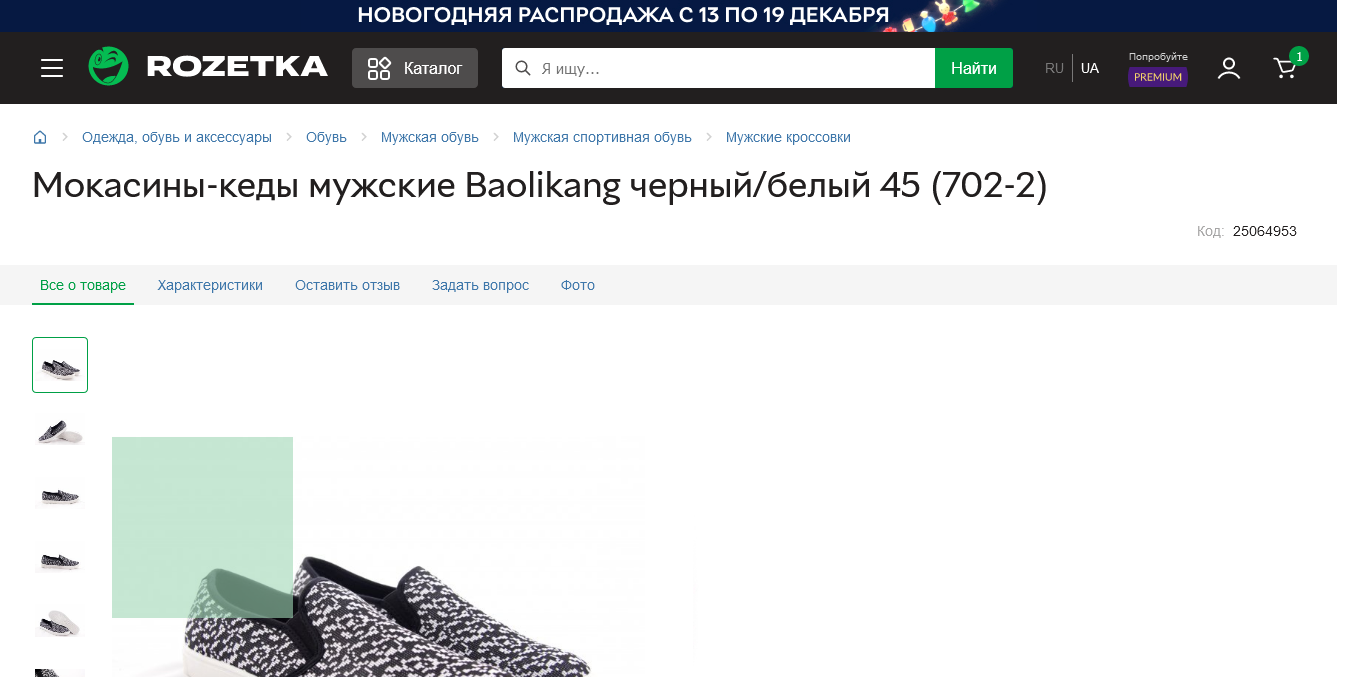 НОВОГОДНЯЯ РАСПРОДАЖА С 13 ПО 19 ДЕКАБРЯ
ROZETKA Каталог Я ищу... Найти RU UA Попробуйте PREMIUM 1
Одежда, обувь и аксессуары Обувь Мужская обувь Мужская спортивная обувь Мужские кроссовки
Мокасины-кеды мужские Baolikang черный/белый 45 (702-2)
Код: 25064953
Все о товаре Характеристики Оставить отзыв Задать вопрос Фото